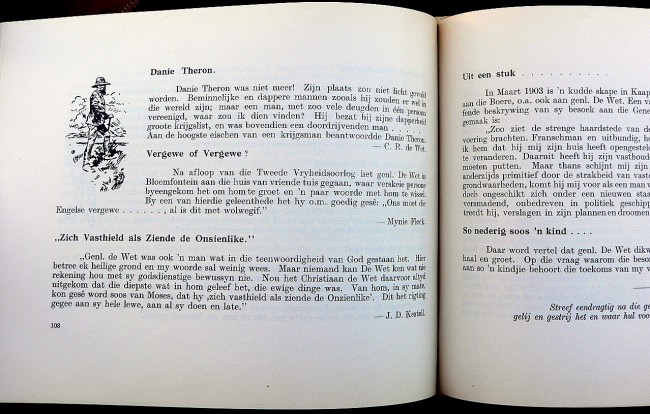 Danie Theron.
Danie Theron was niet meer! Zijn plaats zou niet licht gevuld
worden. Beminnelijke en dappere mannen zooals hij zouden er wel in
die wereld zijn; maar een man, met zoo vele deugden in één persoon
vereenigd, waar zou ik dien vinden? Hij bezat bij zijne dapperheid
groote krijgslist, en was bovendien een doordrijvenden man . . . . .
Aan de hoogste eischen van een krijgsman beantwoordde Danie Theron.
— C. R. de Wet.
Vergewe of Vergewe?
Na afloop van die Tweede Vryheidsoorlog het genl. De Wet in
Bloemfontein aan die huis van vriende tuis gegaan, waar verskeie persone
byeengekom het om hom te groet en 'n paar woorde met hom te wissel.
By een van hierdie geleenthede het hy o.m. goedig gesê: „Ons moet die
Engelse vergewe . . . . . . ., al is dit met wolwegif."
— Mynie Fleck.
„Zich Vasthield als Ziende de Onsienlike."
„Genl. de Wet was ook 'n man wat in die teenwoordigheid van God gestaan het. Hier
betree ek heilige grond en my woorde sal weinig wees. Maar niemand kan De Wet ken wat nie
rekening hou met sy godsdienstige bewussyn nie. Nou het Christiaan de Wet daarvoor altyd
uitgekom dat die diepste wat in hom geleef het, die ewige dinge was. Van hom, in sy mate,
kon gesê word soos van Moses, dat hy ‚zich vasthield als ziende de Onzienlike'. Dit het rigting
gegee aan sy hele lewe, aan al sy doen en late."
— J. D. Kestell.
108
Uit een stuk . . . . . . . . . .
In Maart 1903 is 'n kudde skape in Kaap
aan die Boere, o.a. ook aan genl. De Wet. Een van
fende beskrywing van sy besoek aan die Gene
gemaak is:
„Zoo ziet de strenge haardstede van de
voering brachten. Franschman en uitbundig, h
ik hem dat hij mij zijn huis heeft opengestel
te veranderen. Daaruit heeft hij zijn vasthoud
moeten putten. Maar thans schijnt mij zijn
primitief door de strakheid van vaste
grondwaarheden, komt hij mij voor als een man v
doch ongeschikt zich onder een nieuwen staa
versmadend, onbedreven in politiek geschipp
treedt hij, verslagen in zijn plannen en droomen
So nederig soos 'n kind . . . .
Daar word vertel dat genl. De Wet dikw
haal en groet. Op die vraag waarom die beso
aan so 'n kindjie behoort die toekoms van my v
Streef eendragtig na die ge
gelij en gestrij het en waar hul voor